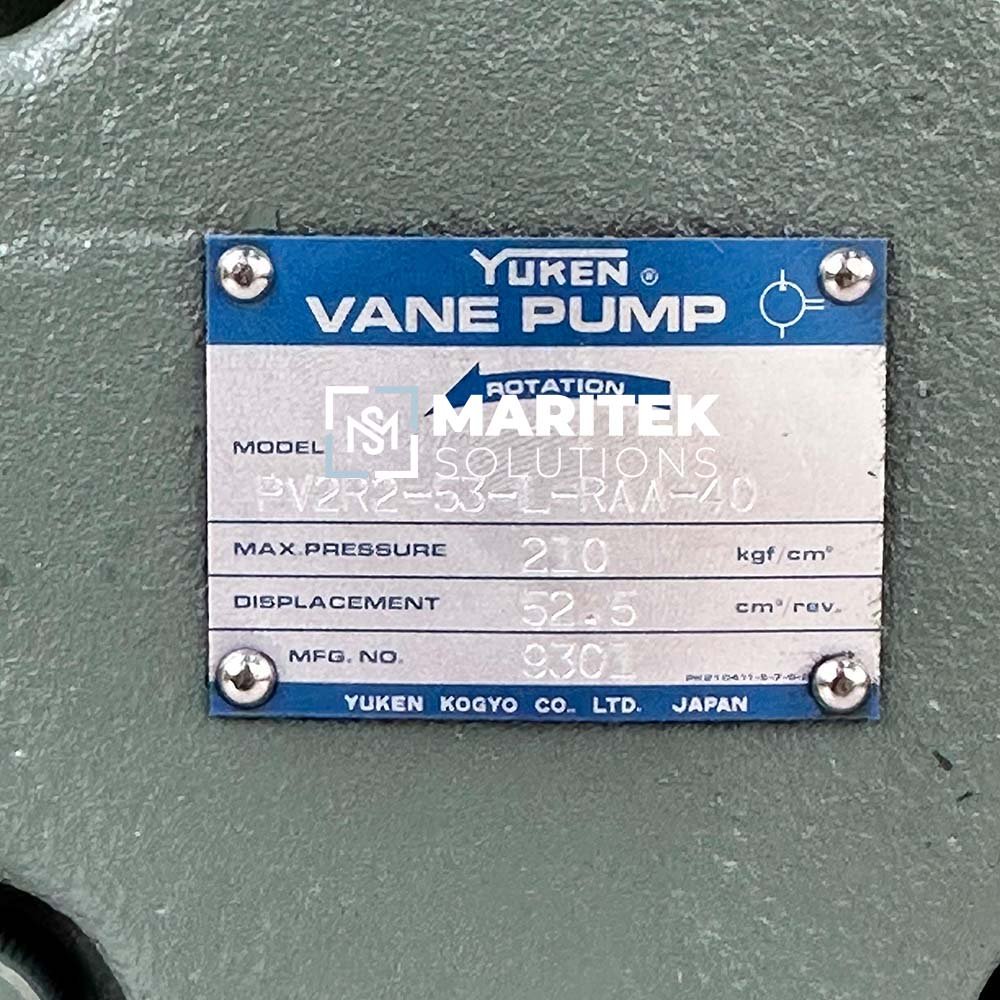 YUKEN®
VANE PUMP
ROTATION
MARITEK
SOLUTIONS
MODEL
PV2R2-53-L-RAA-40
MAX.PRESSURE 210 kgf/cm²
DISPLACEMENT 52.5 cm³/rev.
MFG. NO. 9301
YUKEN KOGYO CO., LTD. JAPAN